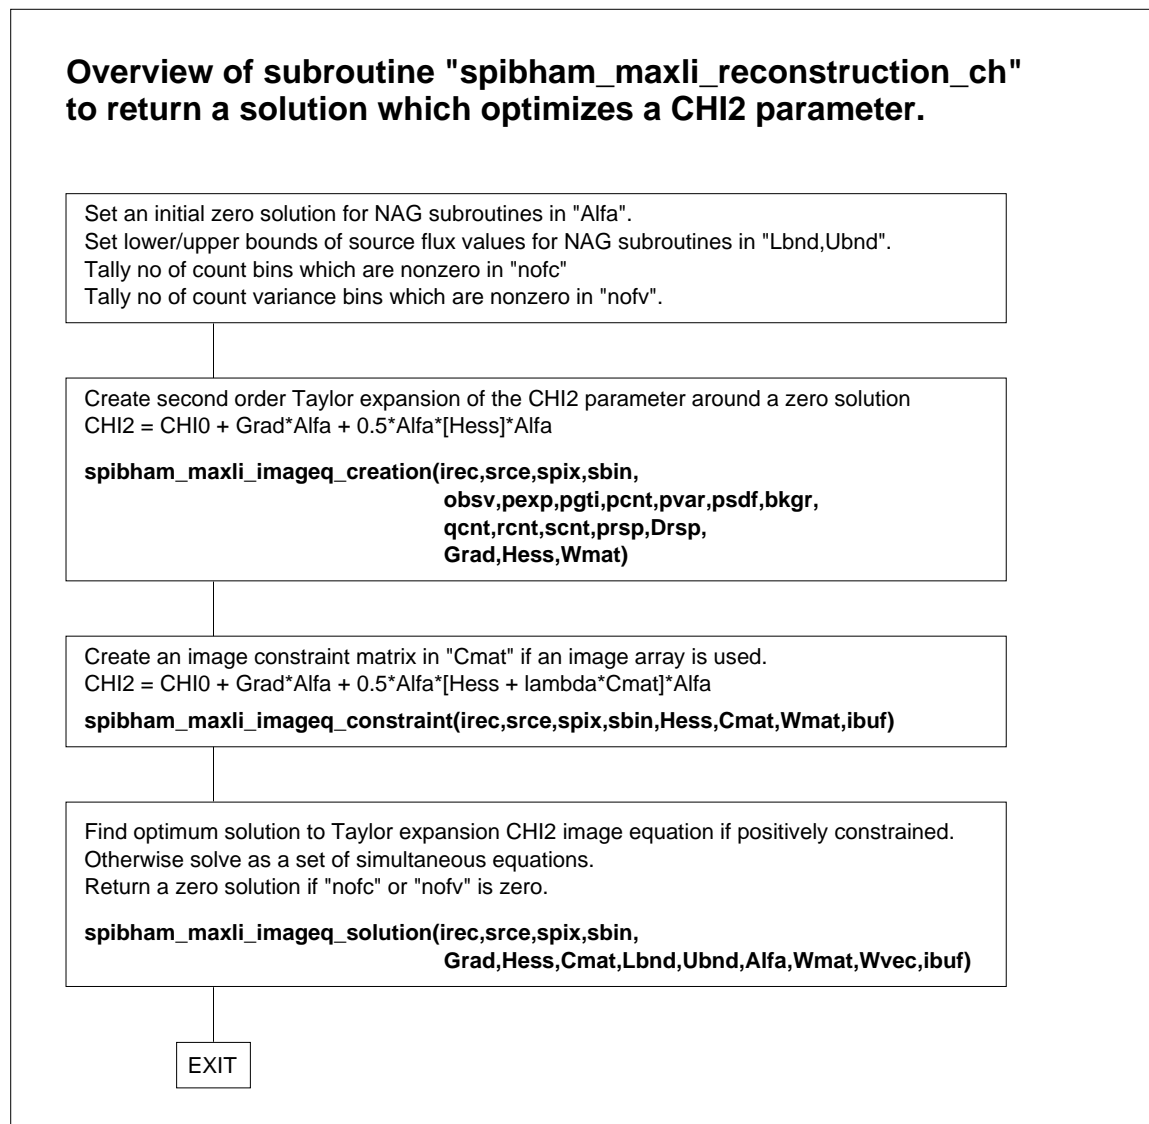 Overview of subroutine "spibham_maxli_reconstruction_ch"
to return a solution which optimizes a CHI2 parameter.
Set an initial zero solution for NAG subroutines in "Alfa".
Set lower/upper bounds of source flux values for NAG subroutines in "Lbnd,Ubnd".
Tally no of count bins which are nonzero in "nofc"
Tally no of count variance bins which are nonzero in "nofv".
Create second order Taylor expansion of the CHI2 parameter around a zero solution
CHI2 = CHI0 + Grad*Alfa + 0.5*Alfa*[Hess]*Alfa
spibham_maxli_imageq_creation(irec,srce,spix,sbin,
obsv,pexp,pgti,pcnt,pvar,psdf,bkgr,
qcnt,rcnt,scnt,prsp,Drsp,
Grad,Hess,Wmat)
Create an image constraint matrix in "Cmat" if an image array is used.
CHI2 = CHI0 + Grad*Alfa + 0.5*Alfa*[Hess + lambda*Cmat]*Alfa
spibham_maxli_imageq_constraint(irec,srce,spix,sbin,Hess,Cmat,Wmat,ibuf)
Find optimum solution to Taylor expansion CHI2 image equation if positively constrained.
Otherwise solve as a set of simultaneous equations.
Return a zero solution if "nofc" or "nofv" is zero.
spibham_maxli_imageq_solution(irec,srce,spix,sbin,
Grad,Hess,Cmat,Lbnd,Ubnd,Alfa,Wmat,Wvec,ibuf)
EXIT